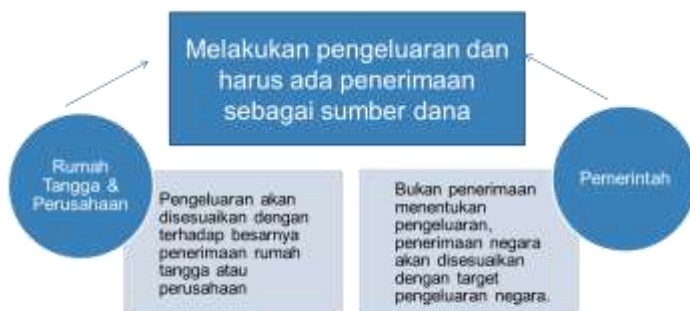 Melakukan pengeluaran dan
harus ada penerimaan
sebagai sumber dana
Rumah
Tangga &
Perusahaan
Pengeluaran akan
disesuaikan dengan
terhadap besarnya
penerimaan rumah
tangga atau
perusahaan
Bukan penerimaan
menentukan
pengeluaran,
penerimaan negara
akan disesuaikan
dengan target
pengeluaran negara.
Pemerintah